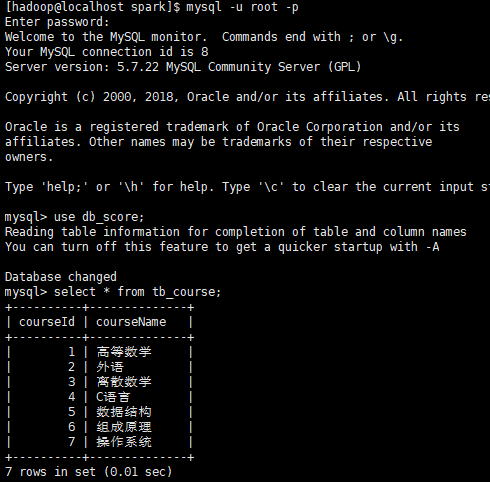 [hadoop@localhost spark]$ mysql -u root -p
Enter password:
Welcome to the MySQL monitor.  Commands end with ; or \g.
Your MySQL connection id is 8
Server version: 5.7.22 MySQL Community Server (GPL)
Copyright (c) 2000, 2018, Oracle and/or its affiliates. All rights res
Oracle is a registered trademark of Oracle Corporation and/or its
affiliates. Other names may be trademarks of their respective
owners.
Type 'help;' or '\h' for help. Type '\c' to clear the current input st
mysql> use db_score;
Reading table information for completion of table and column names
You can turn off this feature to get a quicker startup with -A
Database changed
mysql> select * from tb_course;
+----------+--------------+
| courseId | courseName   |
+----------+--------------+
|        1 | 高等数学     |
|        2 | 外语         |
|        3 | 离散数学     |
|        4 | C语言        |
|        5 | 数据结构     |
|        6 | 组成原理     |
|        7 | 操作系统     |
+----------+--------------+
7 rows in set (0.01 sec)